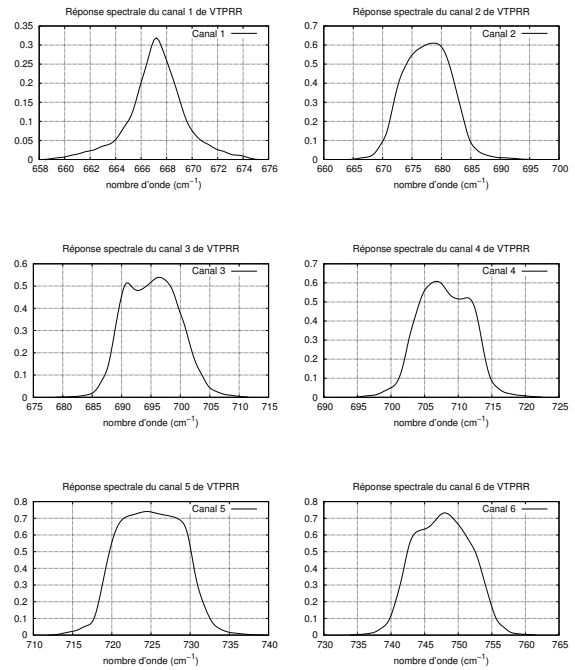 Réponse spectrale du canal 1 de VTPRR
Canal 1
0.35
0.3
0.25
0.2
0.15
0.1
0.05
0
658 660 662 664 666 668 670 672 674 676
nombre d'onde (cm⁻¹)
Réponse spectrale du canal 2 de VTPRR
Canal 2
0.7
0.6
0.5
0.4
0.3
0.2
0.1
0
660 665 670 675 680 685 690 695 700
nombre d'onde (cm⁻¹)
Réponse spectrale du canal 3 de VTPRR
Canal 3
0.6
0.5
0.4
0.3
0.2
0.1
0
675 680 685 690 695 700 705 710 715
nombre d'onde (cm⁻¹)
Réponse spectrale du canal 4 de VTPRR
Canal 4
0.7
0.6
0.5
0.4
0.3
0.2
0.1
0
690 695 700 705 710 715 720 725
nombre d'onde (cm⁻¹)
Réponse spectrale du canal 5 de VTPRR
Canal 5
0.8
0.7
0.6
0.5
0.4
0.3
0.2
0.1
0
710 715 720 725 730 735 740
nombre d'onde (cm⁻¹)
Réponse spectrale du canal 6 de VTPRR
Canal 6
0.8
0.7
0.6
0.5
0.4
0.3
0.2
0.1
0
730 735 740 745 750 755 760 765
nombre d'onde (cm⁻¹)